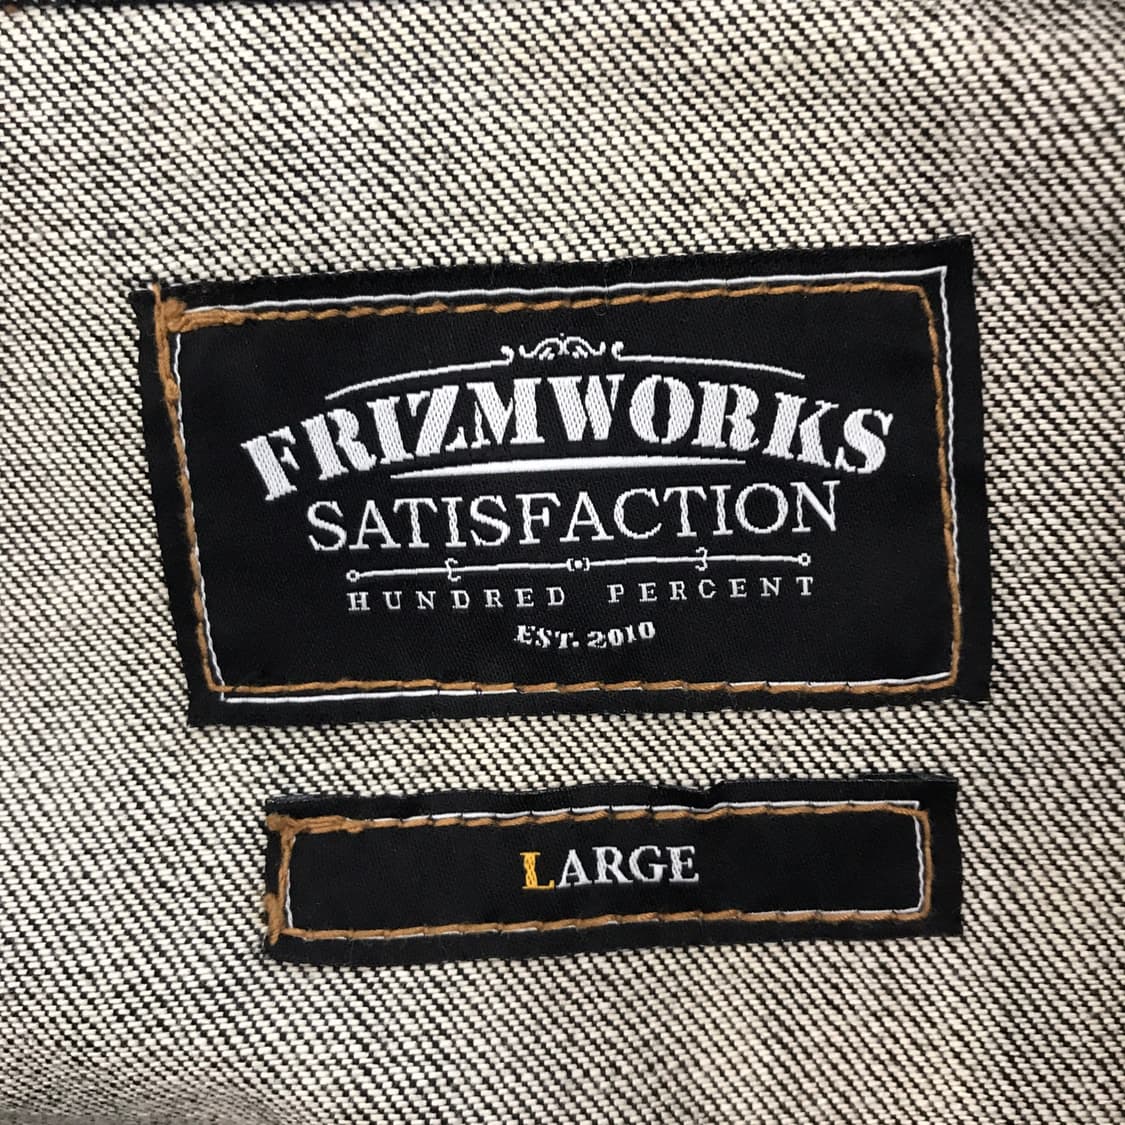 FRIZMWORKS
SATISFACTION
HUNDRED PERCENT
EST. 2010
LARGE